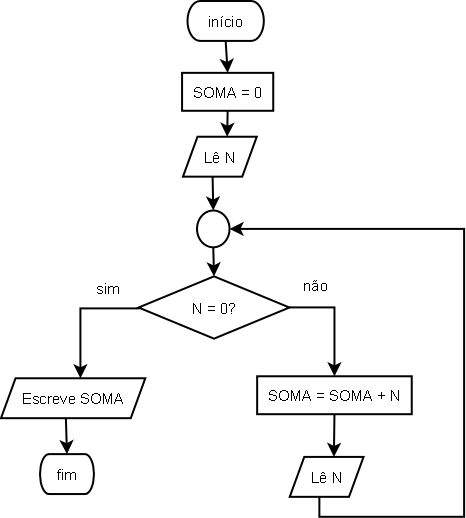 início
SOMA = 0
Lê N
N = 0?
sim
não
Escreve SOMA
SOMA = SOMA + N
fim
Lê N